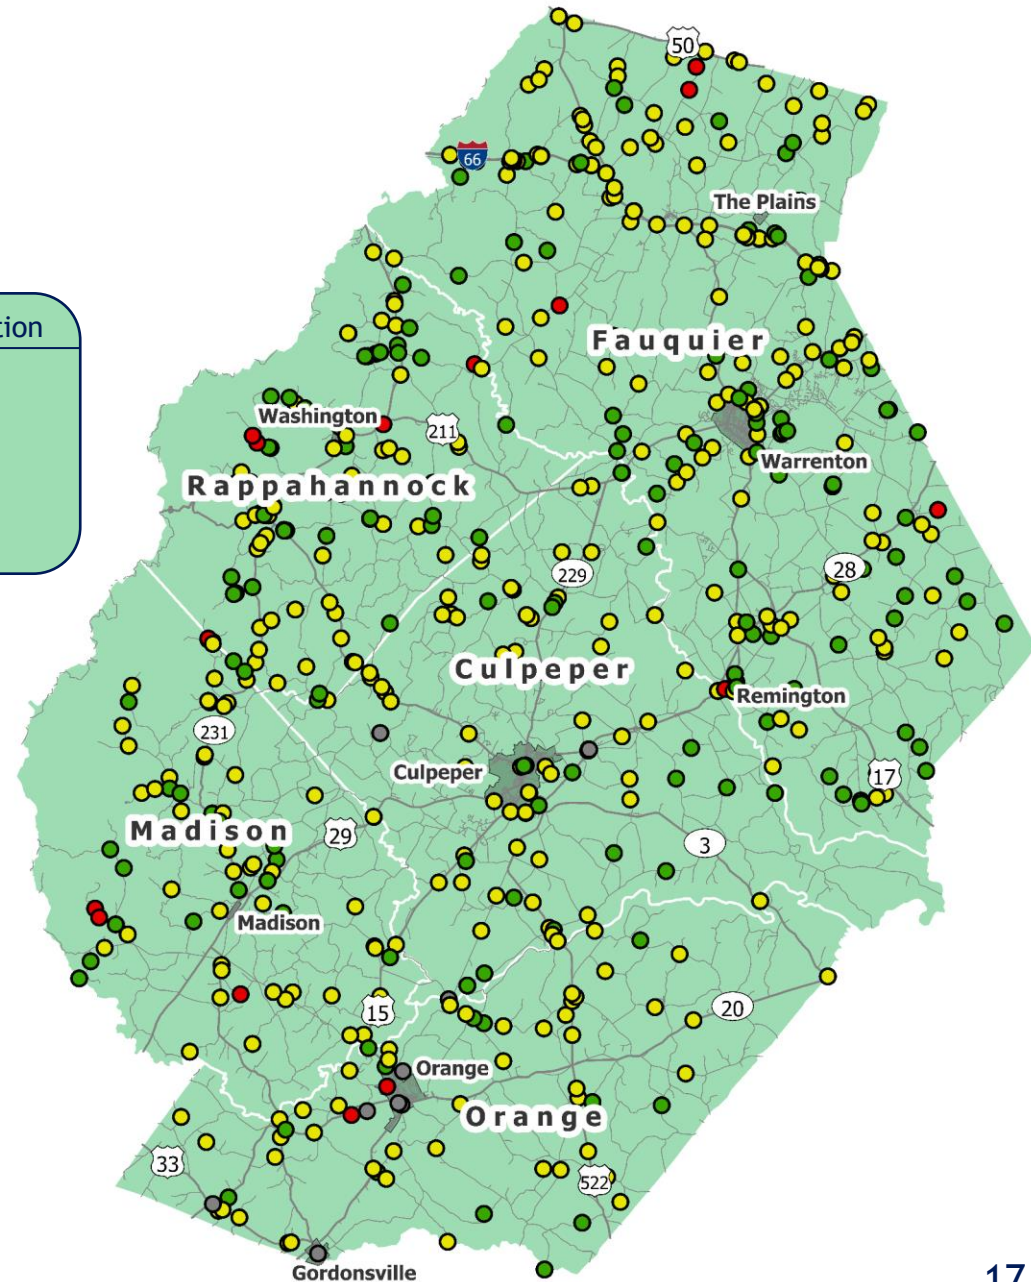 50
66
The Plains
tion
Fauquier
Washington
211
Warrenton
Rappahannock
28
229
Culpeper
Remington
231
Culpeper
17
Madison
29
3
Madison
15
20
Orange
Orange
33
522
Gordonsville
17